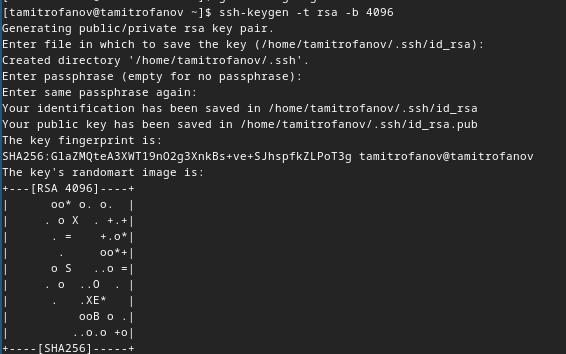 [tamitrofanov@tamitrofanov ~]$ ssh-keygen -t rsa -b 4096
Generating public/private rsa key pair.
Enter file in which to save the key (/home/tamitrofanov/.ssh/id_rsa):
Created directory '/home/tamitrofanov/.ssh'.
Enter passphrase (empty for no passphrase):
Enter same passphrase again:
Your identification has been saved in /home/tamitrofanov/.ssh/id_rsa
Your public key has been saved in /home/tamitrofanov/.ssh/id_rsa.pub
The key fingerprint is:
SHA256:GlaZMQteA3XWT19nO2g3XnkBs+ve+SJhspfkZLPoT3g tamitrofanov@tamitrofanov
The key's randomart image is:
+---[RSA 4096]----+
|      oo* o. o.  |
|     . o X  . +.+|
|      . =    +.o*|
|       .     oo*+|
|      o S   ..o =|
|     . o  ..O  . |
|      .   .XE*   |
|          ooB o .|
|         ..o.o +o|
+----[SHA256]-----+